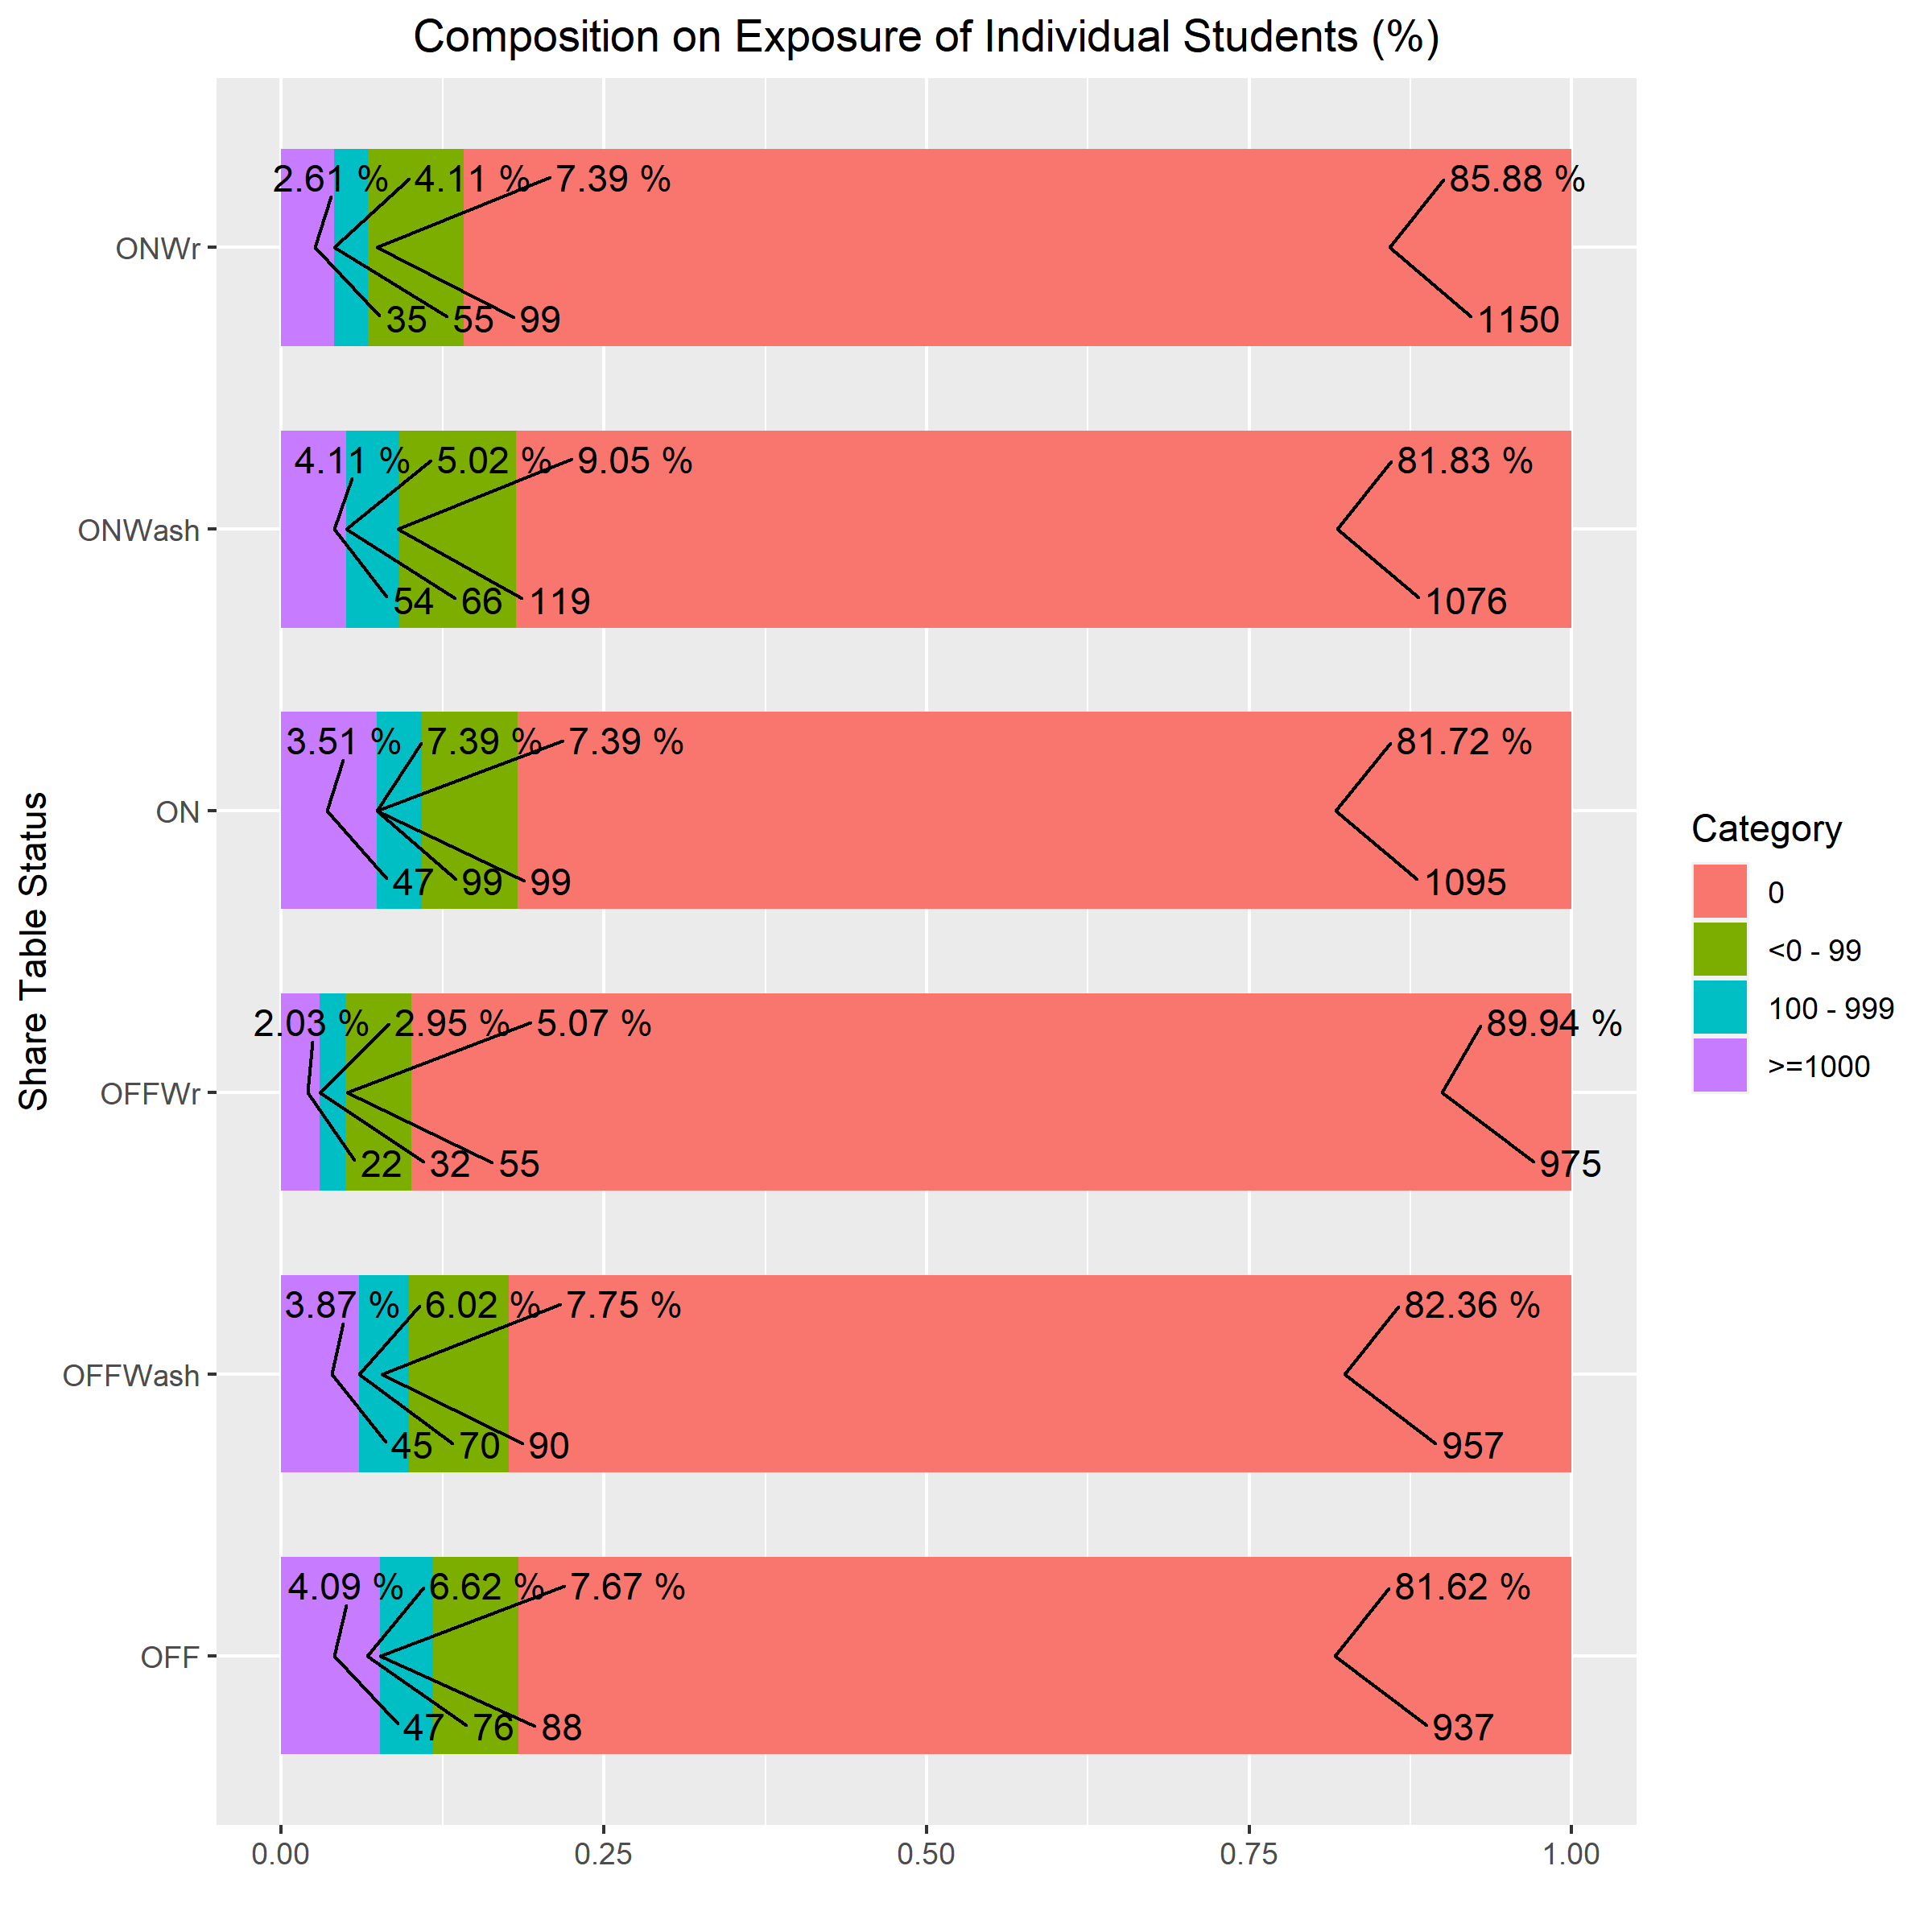 Composition on Exposure of Individual Students (%)
Share Table Status
ONWr
2.61 % 4.11 % 7.39 % 85.88 %
35 55 99 1150
ONWash
4.11 % 5.02 % 9.05 % 81.83 %
54 66 119 1076
ON
3.51 % 7.39 % 7.39 % 81.72 %
47 99 99 1095
OFFWr
2.03 % 2.95 % 5.07 % 89.94 %
22 32 55 975
OFFWash
3.87 % 6.02 % 7.75 % 82.36 %
45 70 90 957
OFF
4.09 % 6.62 % 7.67 % 81.62 %
47 76 88 937
0.00 0.25 0.50 0.75 1.00
Category
0
<0 - 99
100 - 999
>=1000